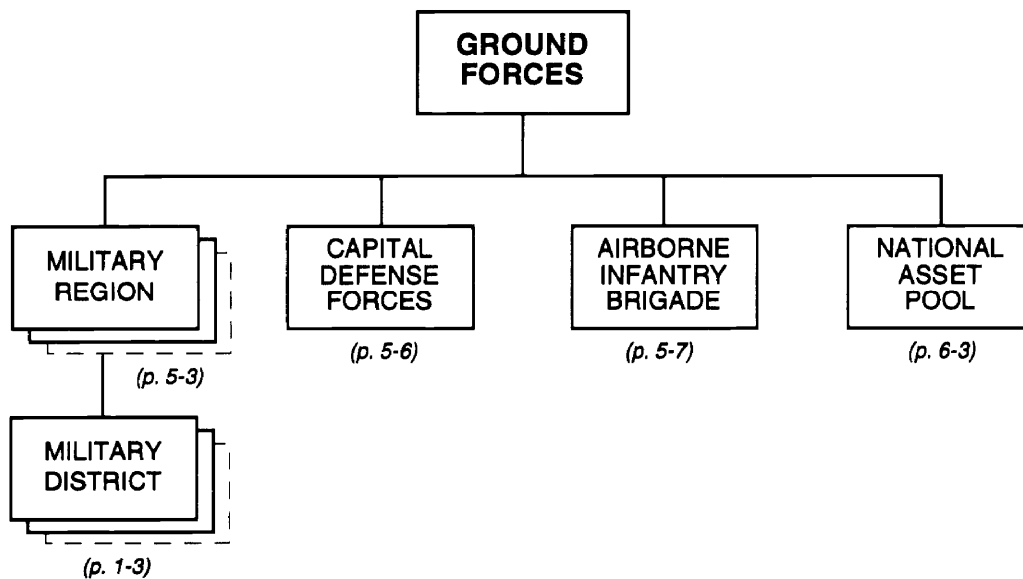 GROUND
FORCES
MILITARY
REGION
(p. 5-3)
CAPITAL
DEFENSE
FORCES
(p. 5-6)
AIRBORNE
INFANTRY
BRIGADE
(p. 5-7)
NATIONAL
ASSET
POOL
(p. 6-3)
MILITARY
DISTRICT
(p. 1-3)